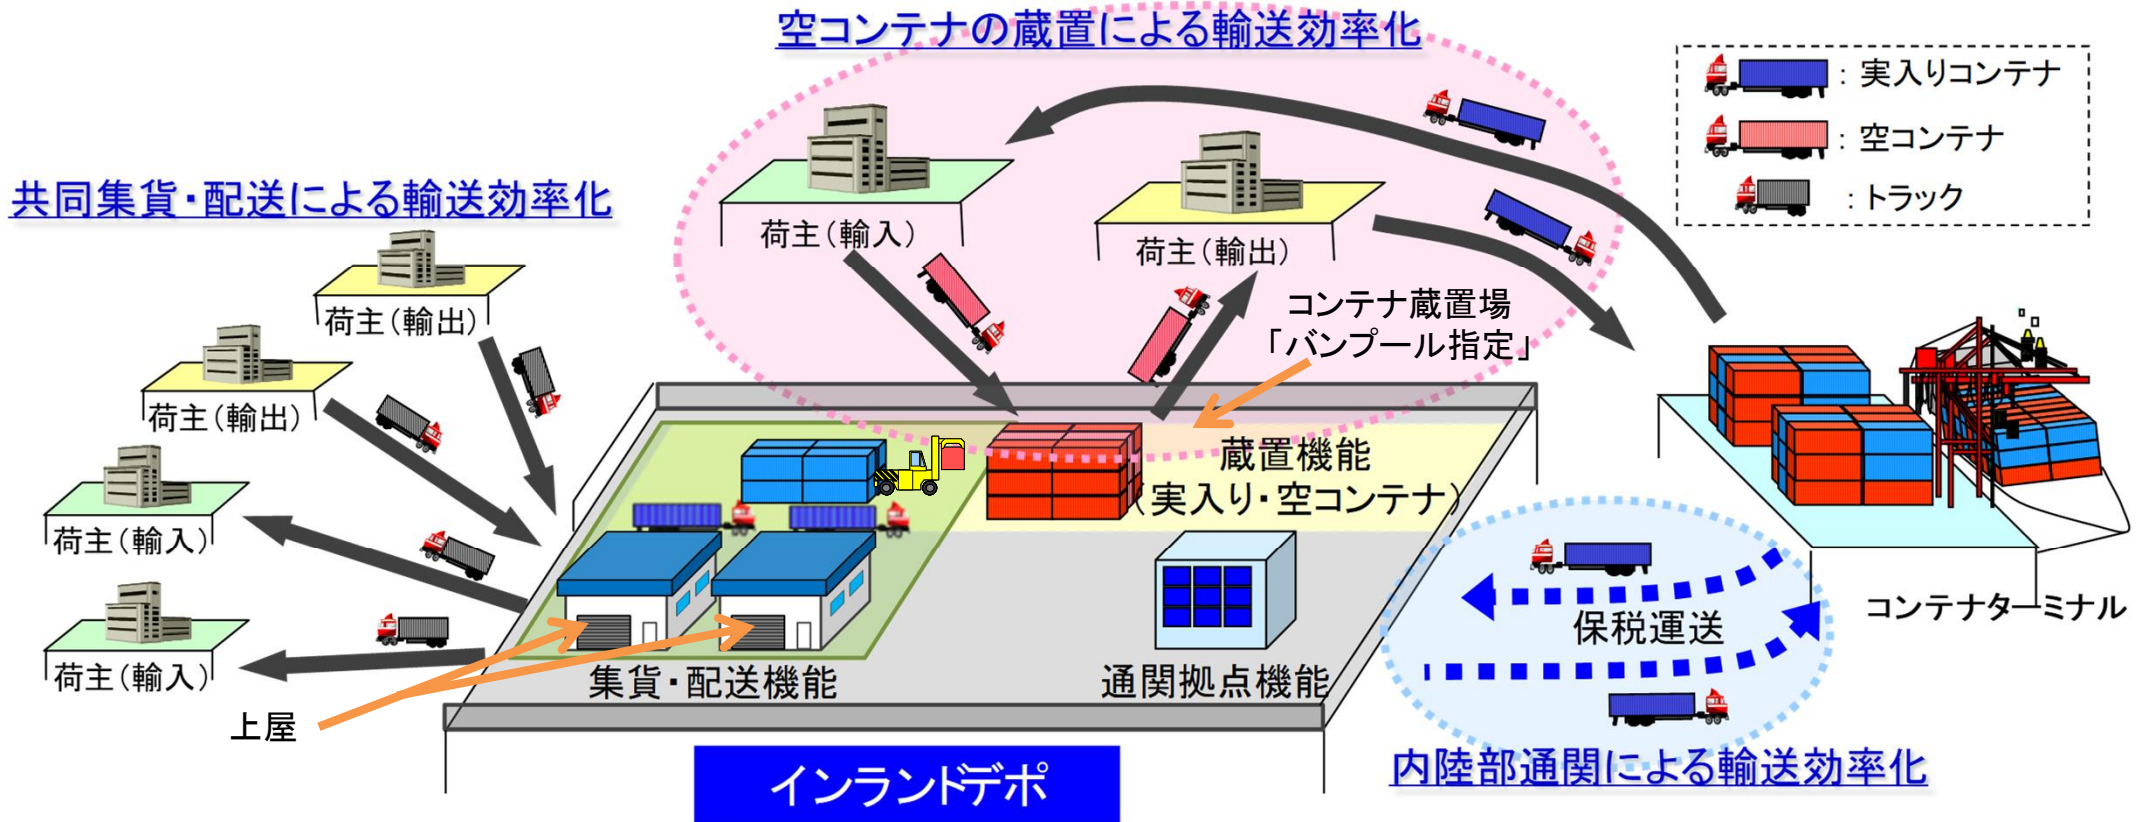 空コンテナの蔵置による輸送効率化
：実入りコンテナ
：空コンテナ
：トラック
共同集貨・配送による輸送効率化
荷主（輸入）
荷主（輸出）
荷主（輸出）
荷主（輸出）
荷主（輸入）
荷主（輸入）
コンテナ蔵置場
「バンプール指定」
蔵置機能
（実入り・空コンテナ）
集貨・配送機能
通関拠点機能
上屋
保税運送
コンテナターミナル
内陸部通関による輸送効率化
インランドデポ